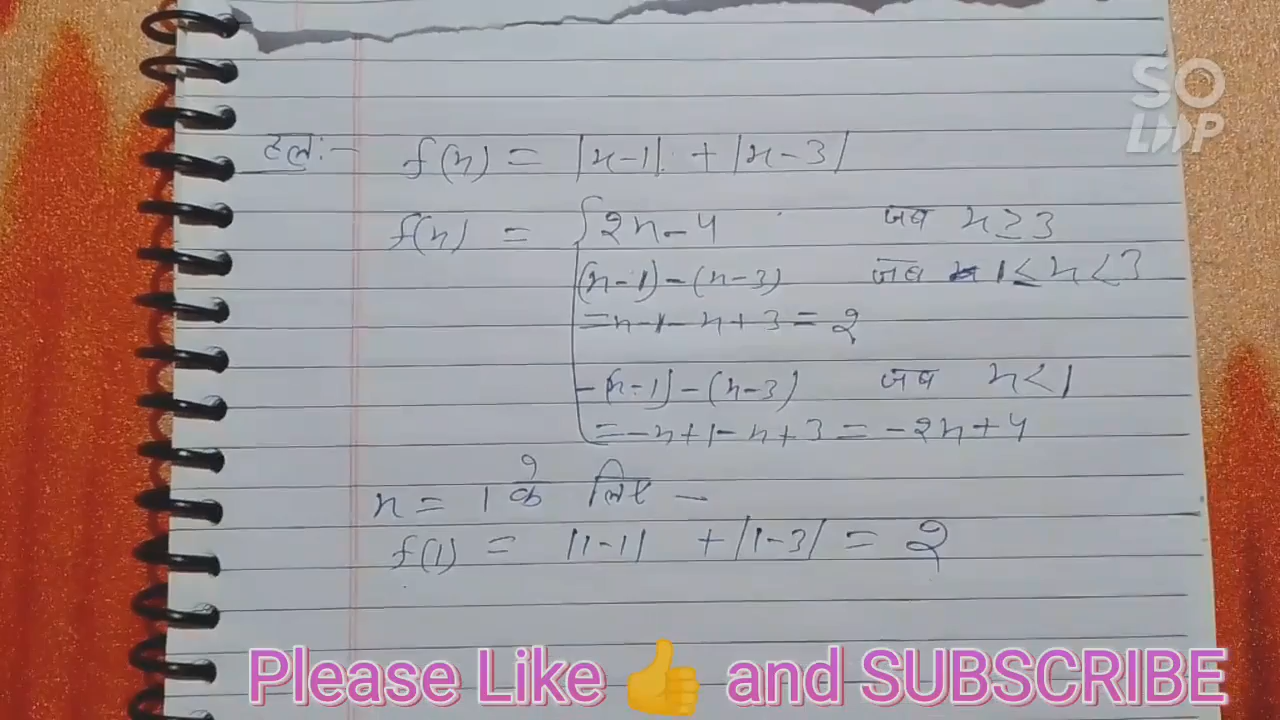 SO
LMP
हलः- f(x) = |x-1| + |x-3|
f(x) = { 2x-4 जब x ≥ 3
(x-1)-(x-3) जब 1 ≤ x < 3
= x-1-x+3 = 2
-(x-1)-(x-3) जब x < 1
= -x+1-x+3 = -2x+4
x = 1 के लिए -
f(1) = |1-1| + |1-3| = 2
Please Like 👍 and SUBSCRIBE